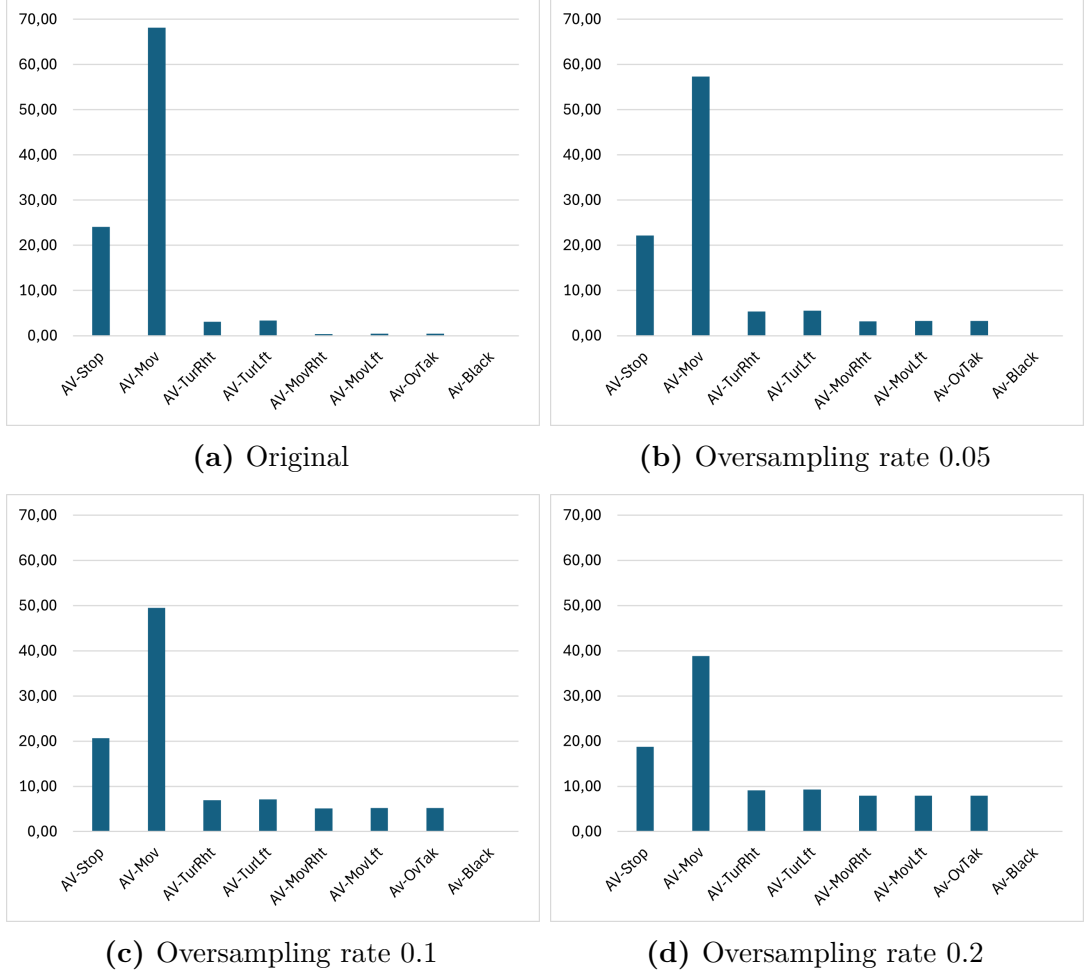 70,00
60,00
50,00
40,00
30,00
20,00
10,00
0,00
AV-Stop
AV-Mov
AV-TurRht
AV-TurLft
AV-MovRht
AV-MovLft
Av-OvTak
Av-Black
(a) Original
70,00
60,00
50,00
40,00
30,00
20,00
10,00
0,00
AV-Stop
AV-Mov
AV-TurRht
AV-TurLft
AV-MovRht
AV-MovLft
Av-OvTak
Av-Black
(b) Oversampling rate 0.05
70,00
60,00
50,00
40,00
30,00
20,00
10,00
0,00
AV-Stop
AV-Mov
AV-TurRht
AV-TurLft
AV-MovRht
AV-MovLft
Av-OvTak
Av-Black
(c) Oversampling rate 0.1
70,00
60,00
50,00
40,00
30,00
20,00
10,00
0,00
AV-Stop
AV-Mov
AV-TurRht
AV-TurLft
AV-MovRht
AV-MovLft
Av-OvTak
Av-Black
(d) Oversampling rate 0.2